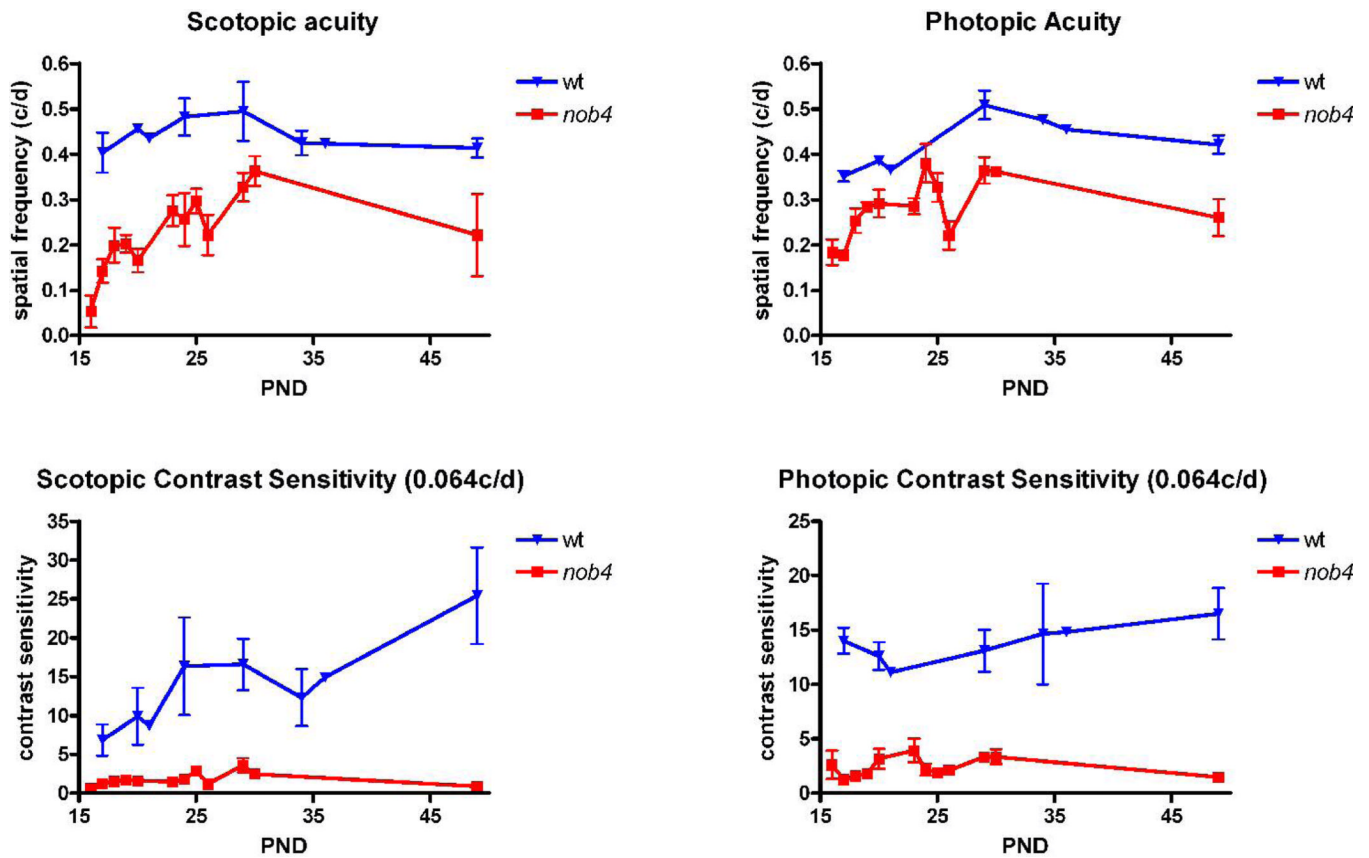 Scotopic acuity
spatial frequency (c/d)
0.6
0.5
0.4
0.3
0.2
0.1
0.0
15
25
35
45
PND
wt
nob4
Photopic Acuity
spatial frequency (c/d)
0.6
0.5
0.4
0.3
0.2
0.1
0.0
15
25
35
45
PND
wt
nob4
Scotopic Contrast Sensitivity (0.064c/d)
contrast sensitivity
35
30
25
20
15
10
5
0
15
25
35
45
PND
wt
nob4
Photopic Contrast Sensitivity (0.064c/d)
contrast sensitivity
25
20
15
10
5
0
15
25
35
45
PND
wt
nob4